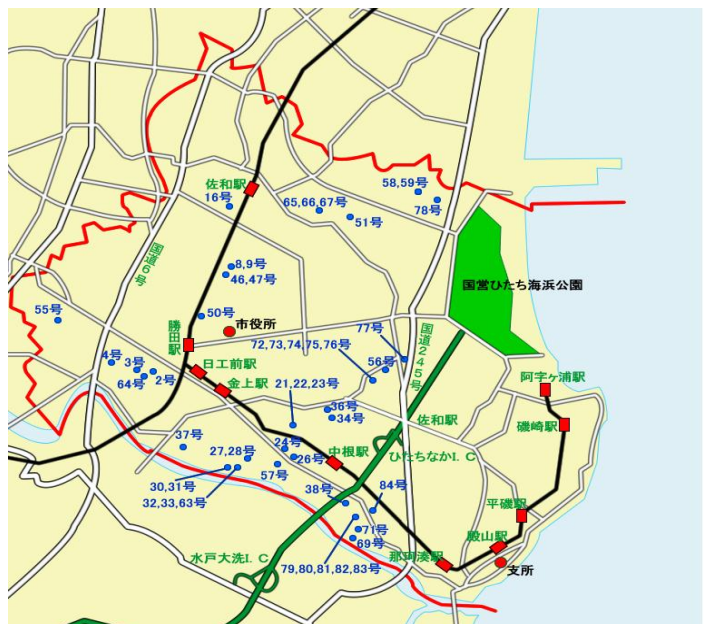 佐和駅
16号
65,66,67号
51号
58,59号
78号
国道6号
8,9号
46,47号
国営ひたち海浜公園
50号
市役所
55号
勝田駅
国道245号
77号
72,73,74,75,76号
56号
4号
3号
64号
2号
日工前駅
金上駅
21,22,23号
阿字ヶ浦駅
36号
34号
佐和駅
磯崎駅
37号
24号
26号
27,28号
57号
中根駅
ひたちなかI.C
30,31号
32,33,63号
38号
84号
平磯駅
71号
69号
殿山駅
水戸大洗I.C
79,80,81,82,83号
那珂湊駅
支所